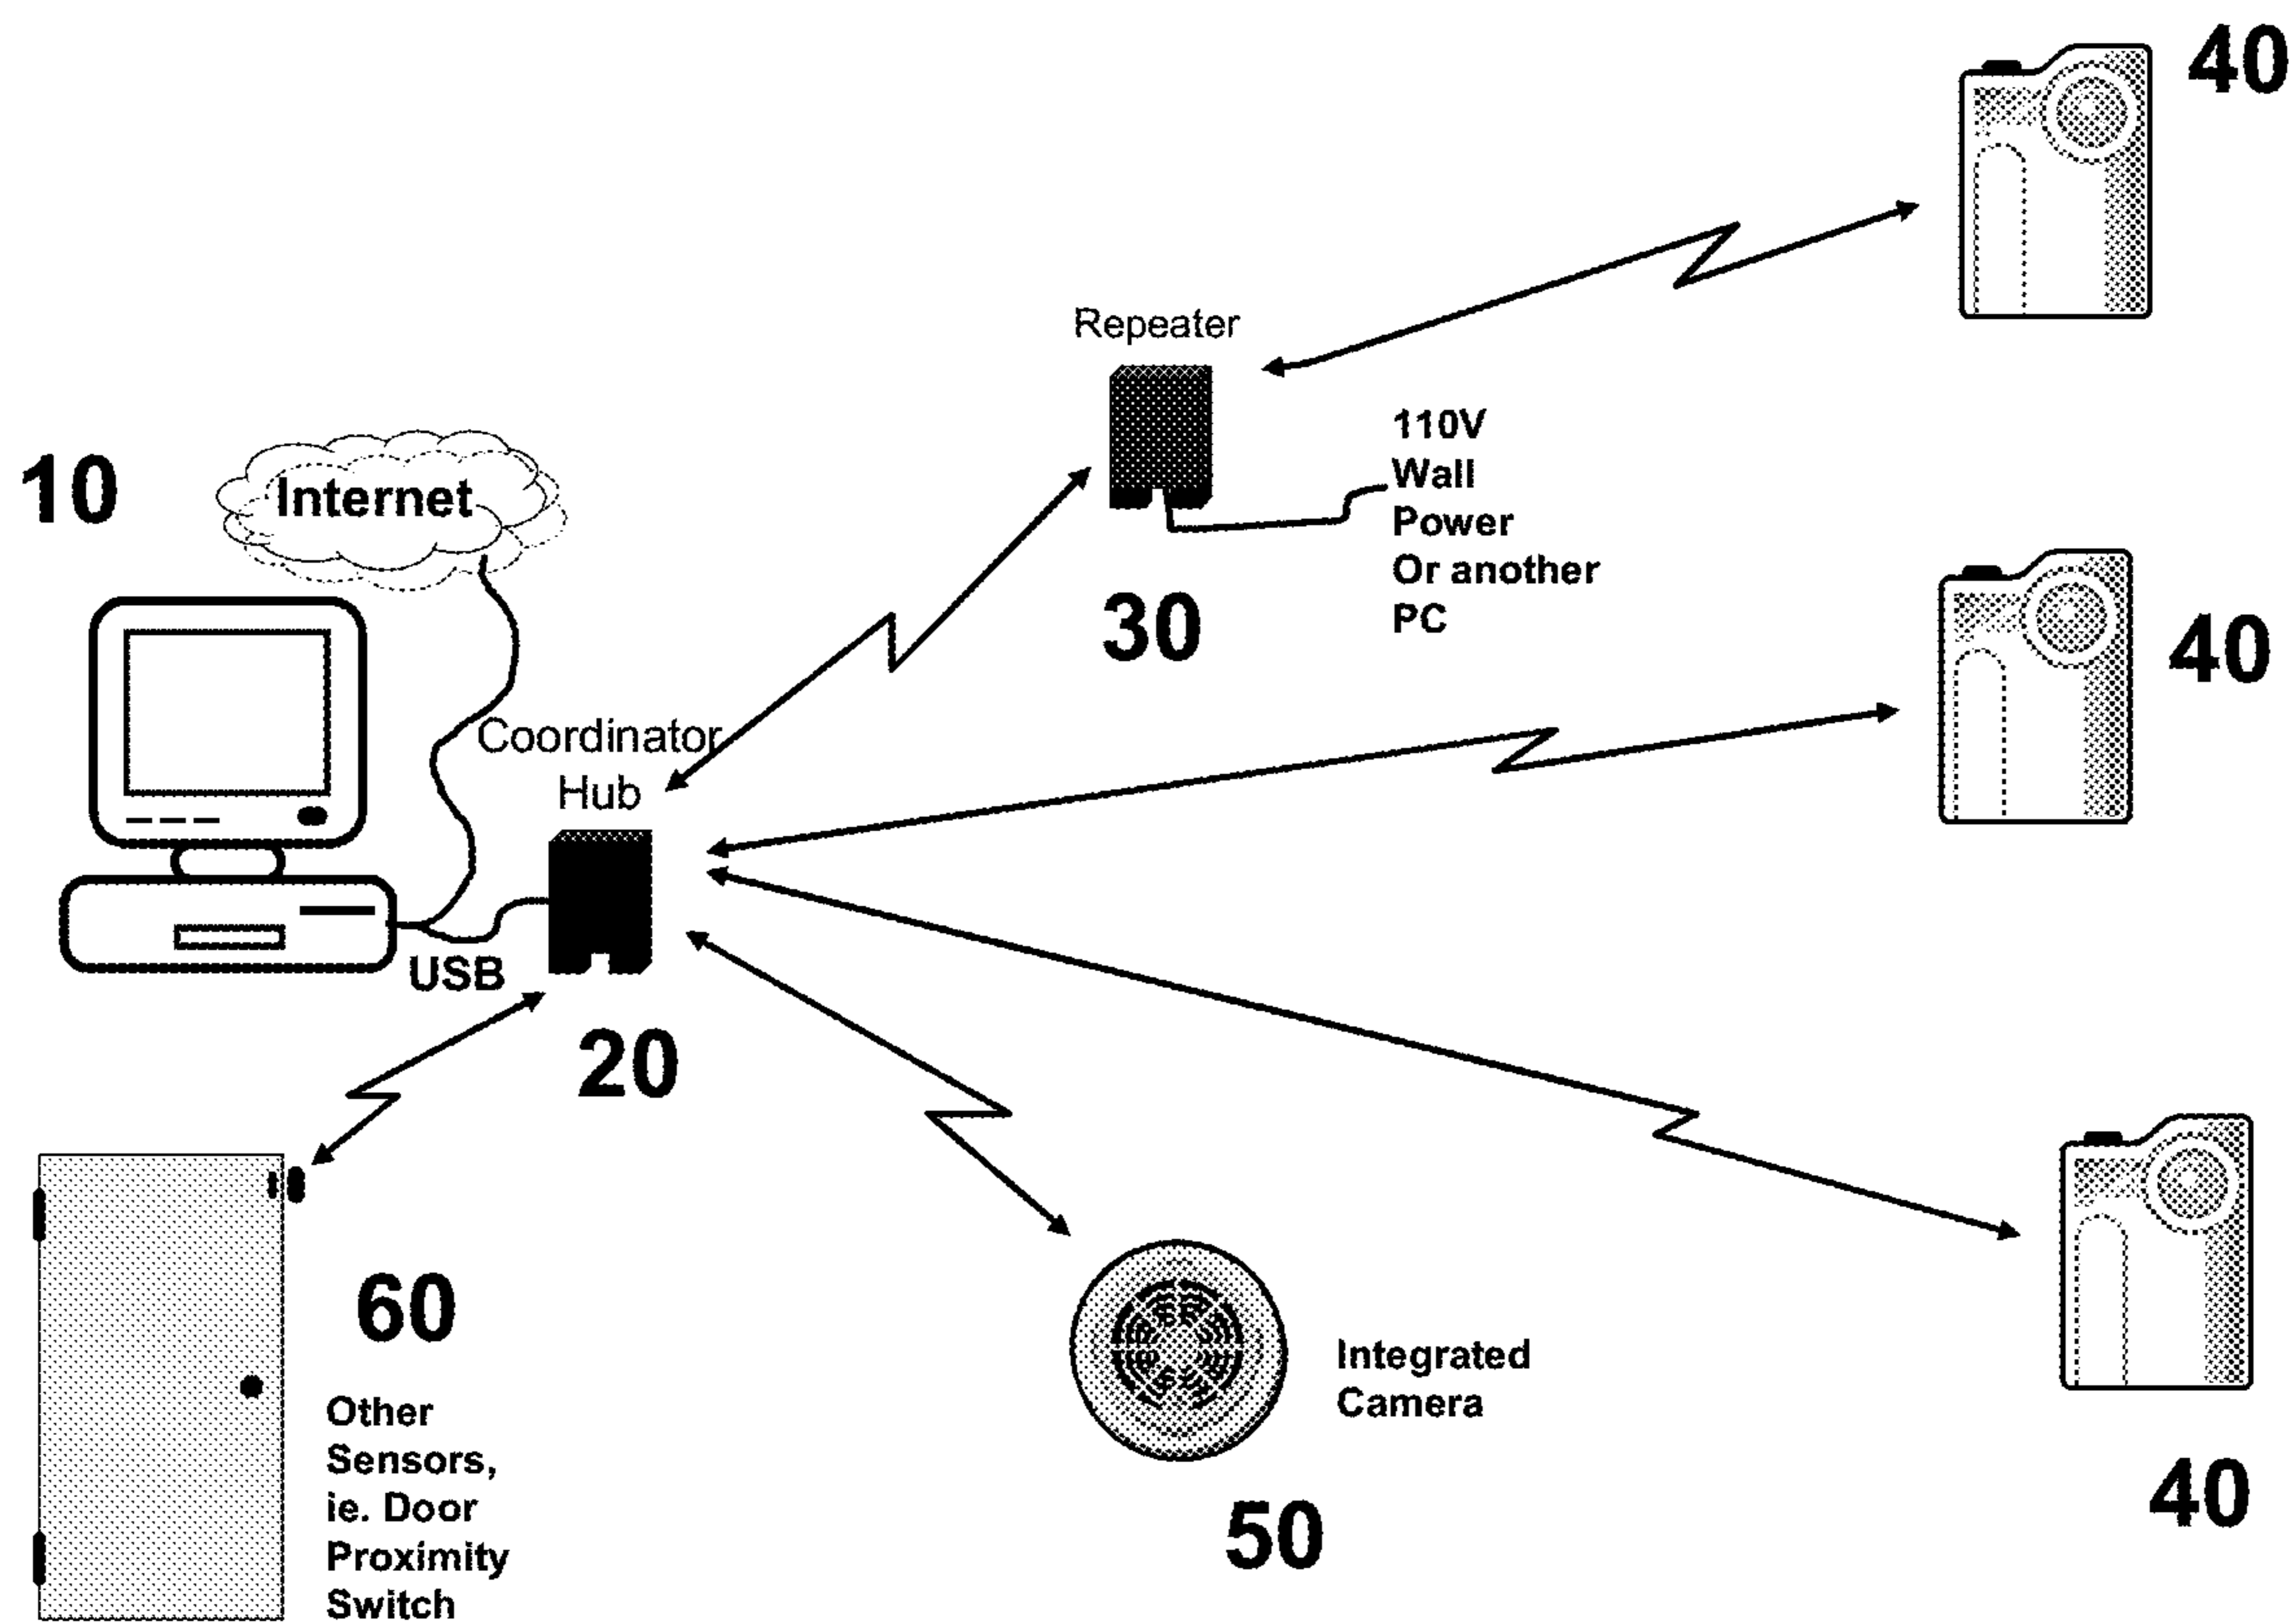 40
Repeater
110V
Wall
Power
Or another
PC
10
Internet
30
40
Coordinator
Hub
USB
20
60
Other
Sensors,
ie. Door
Proximity
Switch
Integrated
Camera
50
40